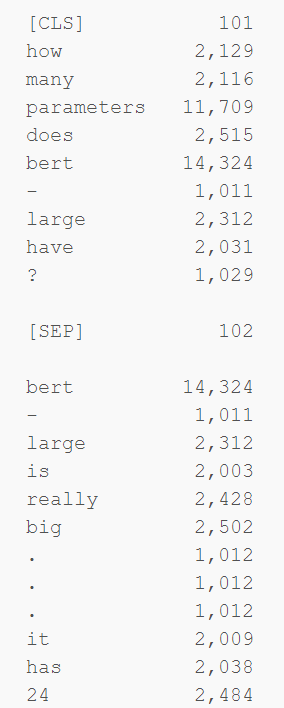 [CLS] 101
how 2,129
many 2,116
parameters 11,709
does 2,515
bert 14,324
- 1,011
large 2,312
have 2,031
? 1,029
[SEP] 102
bert 14,324
- 1,011
large 2,312
is 2,003
really 2,428
big 2,502
. 1,012
. 1,012
. 1,012
it 2,009
has 2,038
24 2,484